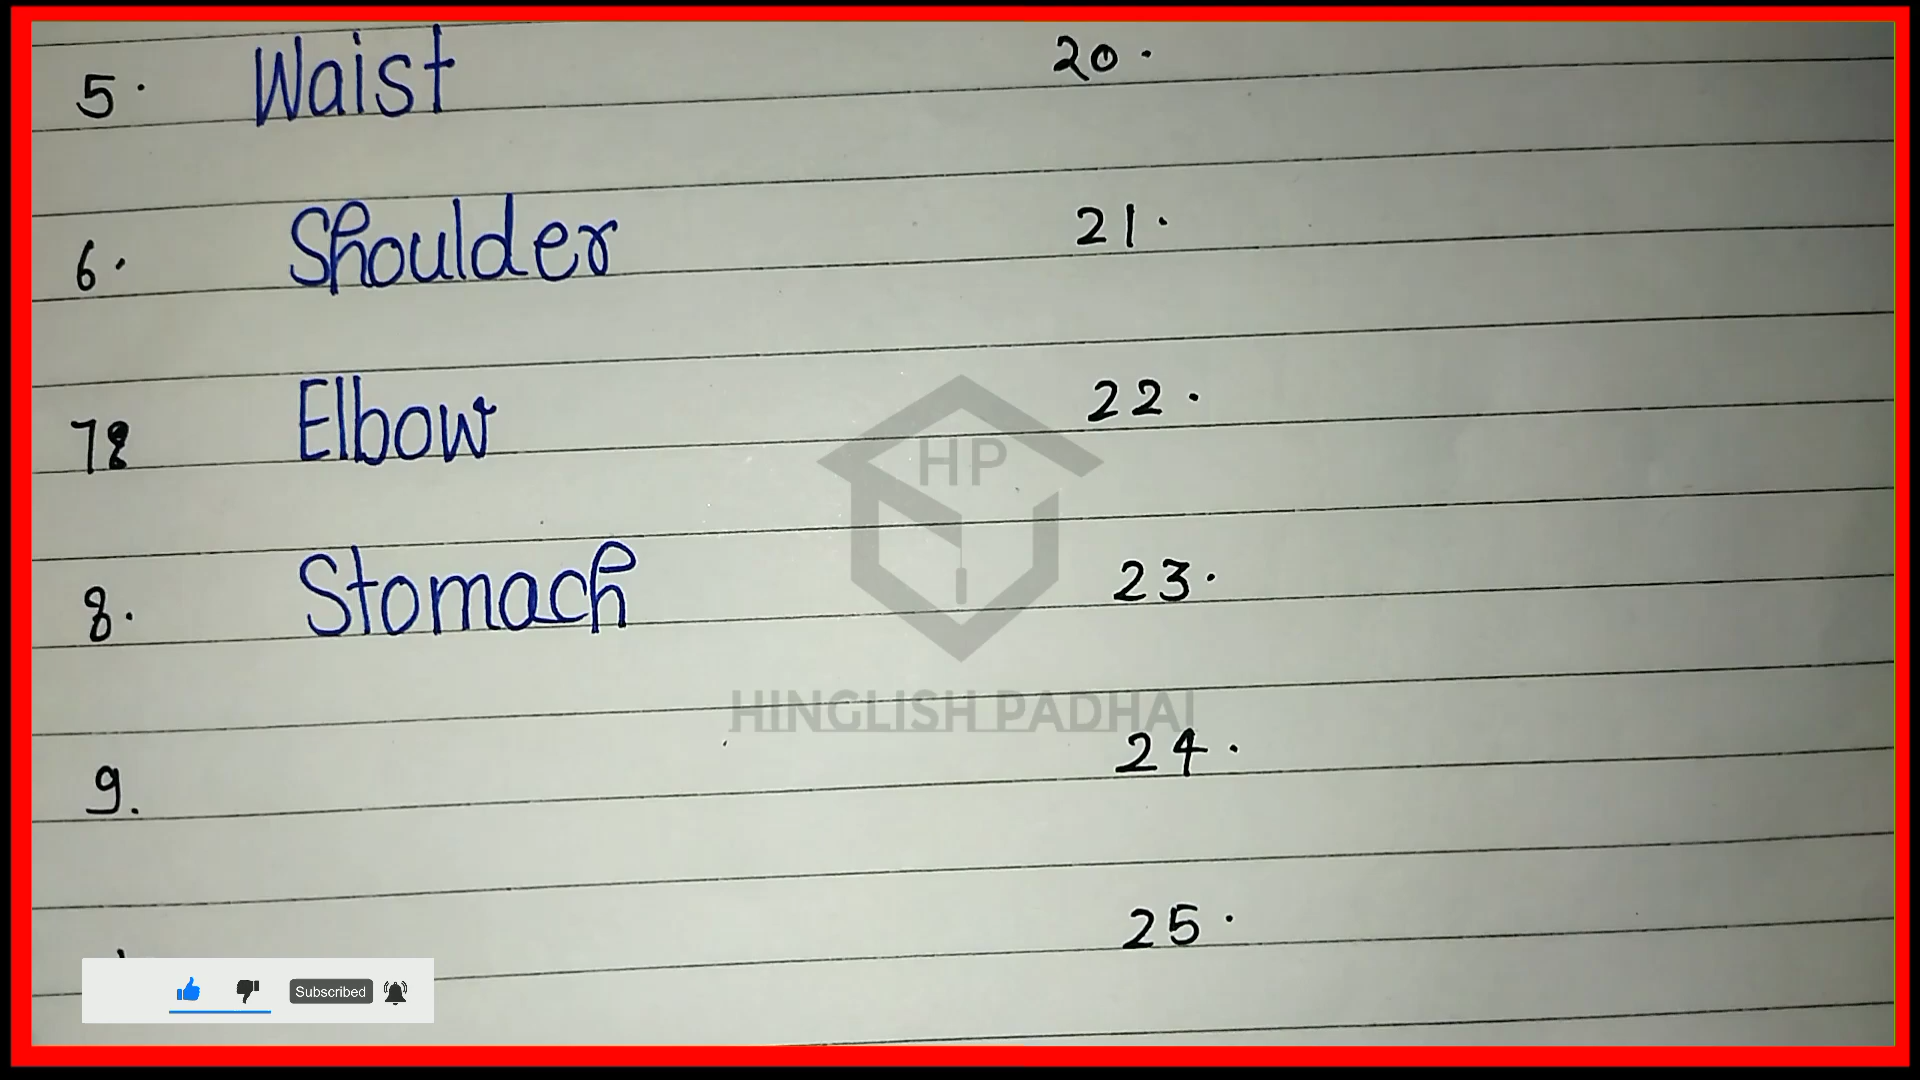 5. Waist 20.
6. Shoulder 21.
78 Elbow 22.
HP
8. Stomach 23.
HINGLISH PADHAI
9. 24.
25.
Subscribed